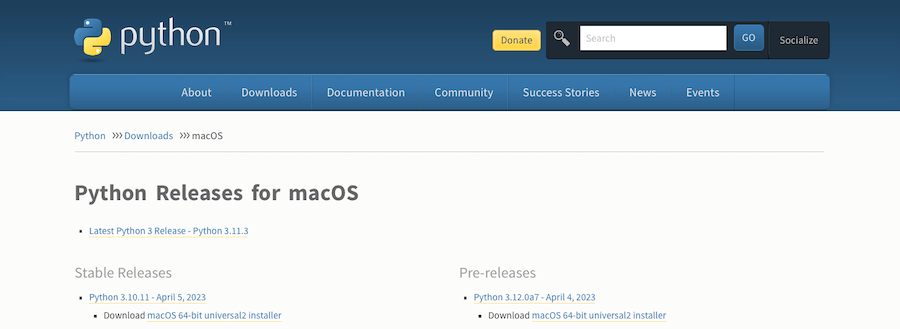 python™
Donate
Search
GO
Socialize
About Downloads Documentation Community Success Stories News Events
Python >>> Downloads >>> macOS
Python Releases for macOS
Latest Python 3 Release - Python 3.11.3
Stable Releases
Python 3.10.11 - April 5, 2023
Download macOS 64-bit universal2 installer
Pre-releases
Python 3.12.0a7 - April 4, 2023
Download macOS 64-bit universal2 installer